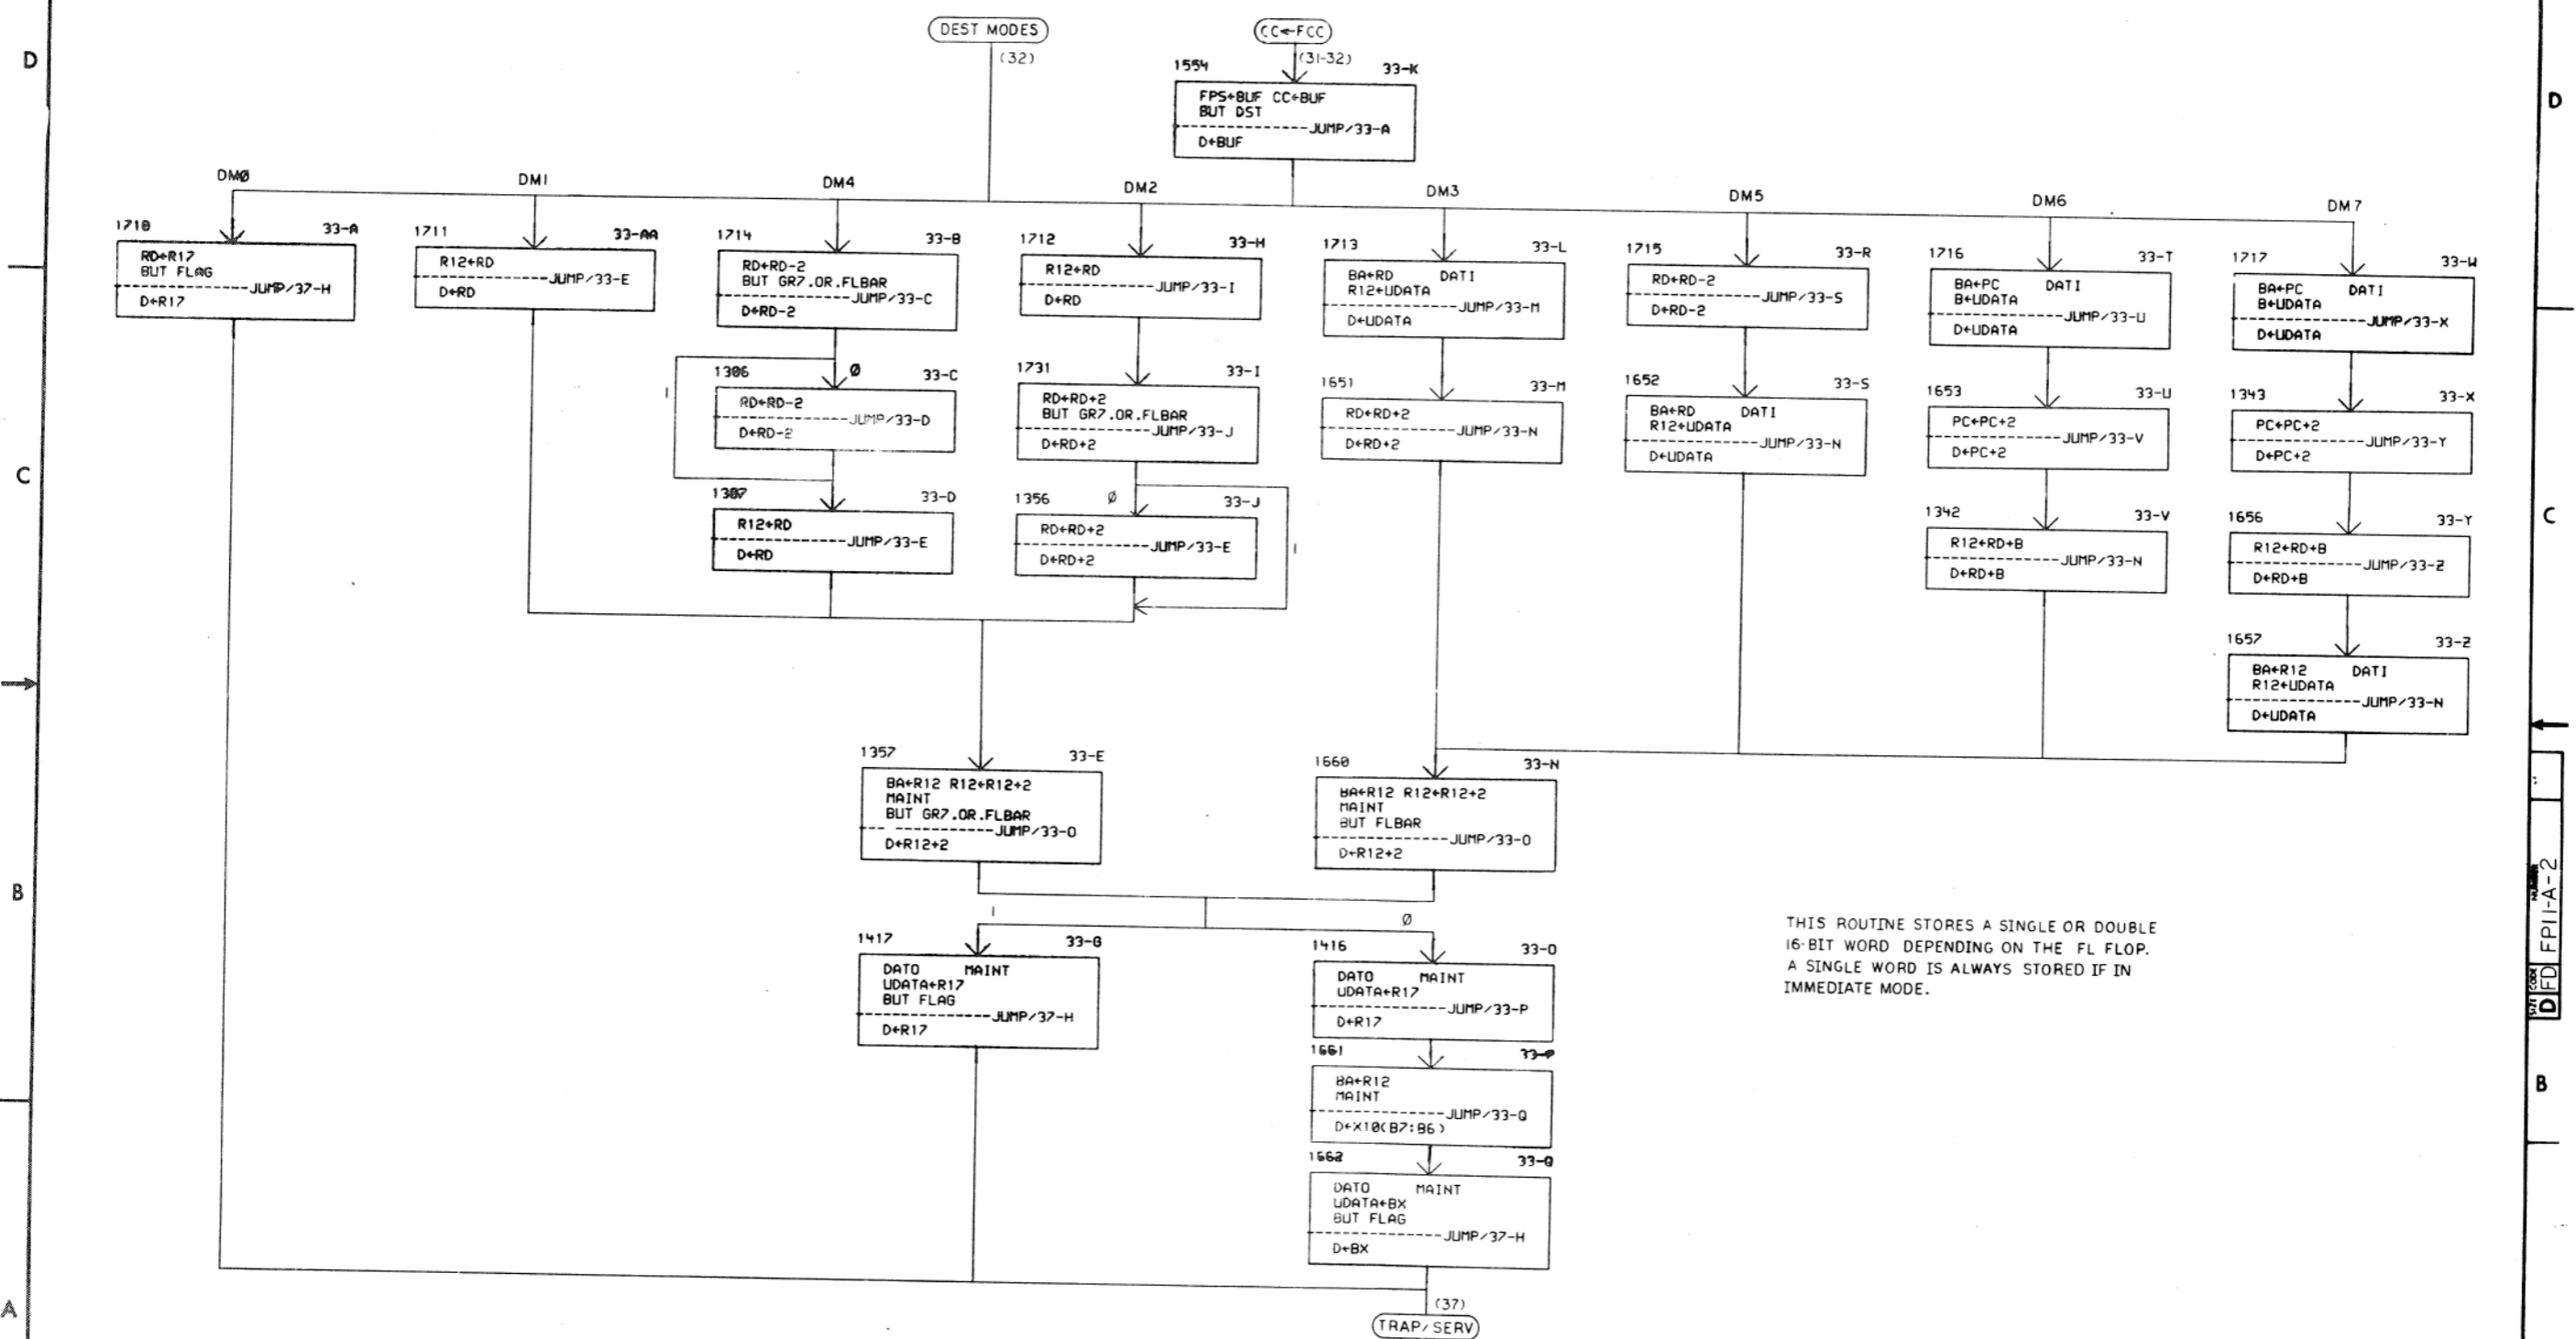 DEST MODES
(32)
CC←FCC
(31-32)
1554 33-K
FPS←BUF CC←BUF
BUT DST
JUMP/33-A
D←BUF
DM0 DM1 DM4 DM2 DM3 DM5 DM6 DM7
1710 33-A
RD←R17
BUT FLAG
JUMP/37-H
D←R17
1711 33-AA
R12←RD
JUMP/33-E
D←RD
1714 33-B
RD←RD-2
BUT GR7.OR.FLBAR
JUMP/33-C
D←RD-2
1712 33-H
R12←RD
JUMP/33-I
D←RD
1713 33-L
BA←RD DATI
R12←UDATA
JUMP/33-M
D←UDATA
1715 33-R
RD←RD-2
JUMP/33-S
D←RD-2
1716 33-T
BA←PC DATI
B←UDATA
JUMP/33-U
D←UDATA
1717 33-W
BA←PC DATI
B←UDATA
JUMP/33-X
D←UDATA
1 0
1306 33-C
RD←RD-2
JUMP/33-D
D←RD-2
1731 33-I
RD←RD+2
BUT GR7.OR.FLBAR
JUMP/33-J
D←RD+2
1651 33-M
RD←RD+2
JUMP/33-N
D←RD+2
1652 33-S
BA←RD DATI
R12←UDATA
JUMP/33-N
D←UDATA
1653 33-U
PC←PC+2
JUMP/33-V
D←PC+2
1343 33-X
PC←PC+2
JUMP/33-Y
D←PC+2
1307 33-D
R12←RD
JUMP/33-E
D←RD
1356 0 33-J
RD←RD+2
JUMP/33-E
D←RD+2
1
1342 33-V
R12←RD+B
JUMP/33-N
D←RD+B
1656 33-Y
R12←RD+B
JUMP/33-Z
D←RD+B
1657 33-Z
BA←R12 DATI
R12←UDATA
JUMP/33-N
D←UDATA
1357 33-E
BA←R12 R12←R12+2
MAINT
BUT GR7.OR.FLBAR
JUMP/33-O
D←R12+2
1660 33-N
BA←R12 R12←R12+2
MAINT
BUT FLBAR
JUMP/33-O
D←R12+2
1 0
1417 33-G
DATO MAINT
UDATA←R17
BUT FLAG
JUMP/37-H
D←R17
1416 33-O
DATO MAINT
UDATA←R17
JUMP/33-P
D←R17
1661 33-P
BA←R12
MAINT
JUMP/33-Q
D←X10(B7:B6)
1662 33-Q
DATO MAINT
UDATA←BX
BUT FLAG
JUMP/37-H
D←BX
(37)
TRAP/SERV
THIS ROUTINE STORES A SINGLE OR DOUBLE
16-BIT WORD DEPENDING ON THE FL FLOP.
A SINGLE WORD IS ALWAYS STORED IF IN
IMMEDIATE MODE.
D
C
B
A
D
C
B
SIZE CODE NUMBER
D FD FP11-A-2